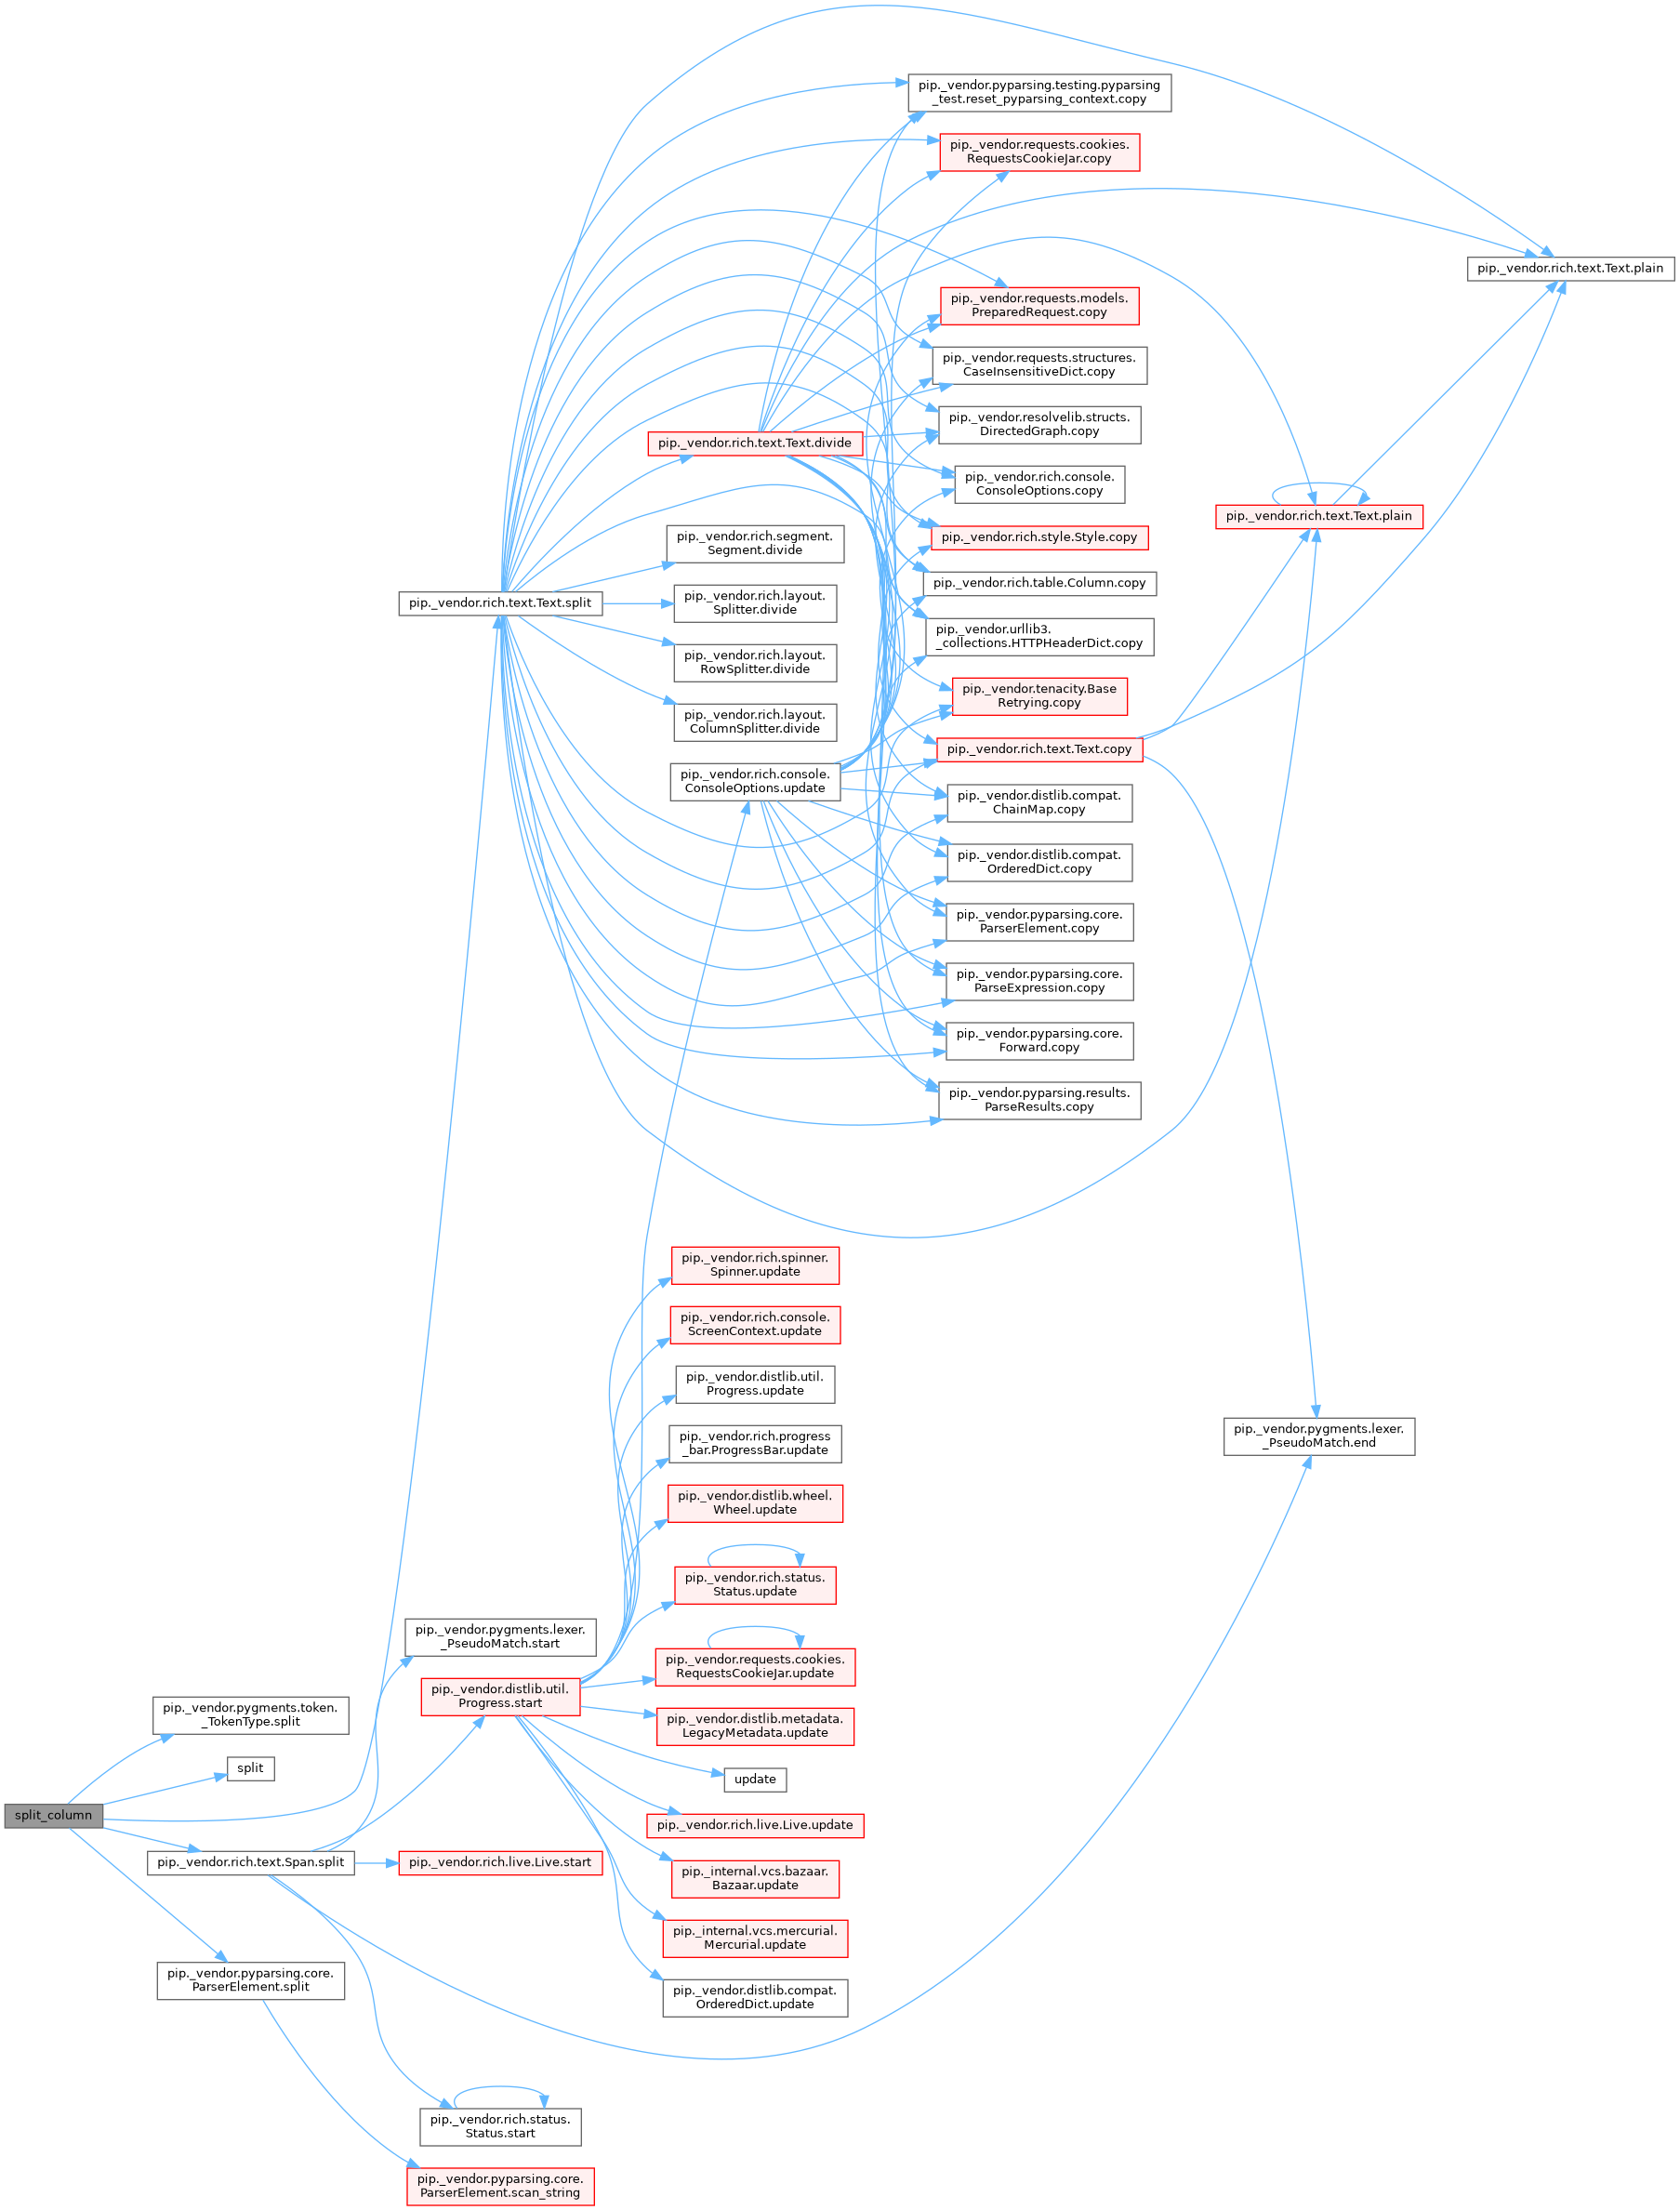 pip._vendor.pyparsing.testing.pyparsing
_test.reset_pyparsing_context.copy
pip._vendor.requests.cookies.
RequestsCookieJar.copy
pip._vendor.rich.text.Text.plain
pip._vendor.requests.models.
PreparedRequest.copy
pip._vendor.requests.structures.
CaseInsensitiveDict.copy
pip._vendor.resolvelib.structs.
DirectedGraph.copy
pip._vendor.rich.text.Text.divide
pip._vendor.rich.console.
ConsoleOptions.copy
pip._vendor.rich.text.Text.plain
pip._vendor.rich.style.Style.copy
pip._vendor.rich.segment.
Segment.divide
pip._vendor.rich.table.Column.copy
pip._vendor.rich.text.Text.split
pip._vendor.rich.layout.
Splitter.divide
pip._vendor.urllib3.
_collections.HTTPHeaderDict.copy
pip._vendor.rich.layout.
RowSplitter.divide
pip._vendor.tenacity.Base
Retrying.copy
pip._vendor.rich.layout.
ColumnSplitter.divide
pip._vendor.rich.text.Text.copy
pip._vendor.rich.console.
ConsoleOptions.update
pip._vendor.distlib.compat.
ChainMap.copy
pip._vendor.distlib.compat.
OrderedDict.copy
pip._vendor.pyparsing.core.
ParserElement.copy
pip._vendor.pyparsing.core.
ParseExpression.copy
pip._vendor.pyparsing.core.
Forward.copy
pip._vendor.pyparsing.results.
ParseResults.copy
pip._vendor.rich.spinner.
Spinner.update
pip._vendor.rich.console.
ScreenContext.update
pip._vendor.distlib.util.
Progress.update
pip._vendor.pygments.lexer.
_PseudoMatch.end
pip._vendor.rich.progress
_bar.ProgressBar.update
pip._vendor.distlib.wheel.
Wheel.update
pip._vendor.rich.status.
Status.update
pip._vendor.pygments.lexer.
_PseudoMatch.start
pip._vendor.requests.cookies.
RequestsCookieJar.update
pip._vendor.distlib.util.
Progress.start
pip._vendor.pygments.token.
_TokenType.split
pip._vendor.distlib.metadata.
LegacyMetadata.update
split
update
split_column
pip._vendor.rich.live.Live.update
pip._vendor.rich.text.Span.split
pip._vendor.rich.live.Live.start
pip._internal.vcs.bazaar.
Bazaar.update
pip._internal.vcs.mercurial.
Mercurial.update
pip._vendor.pyparsing.core.
ParserElement.split
pip._vendor.distlib.compat.
OrderedDict.update
pip._vendor.rich.status.
Status.start
pip._vendor.pyparsing.core.
ParserElement.scan_string